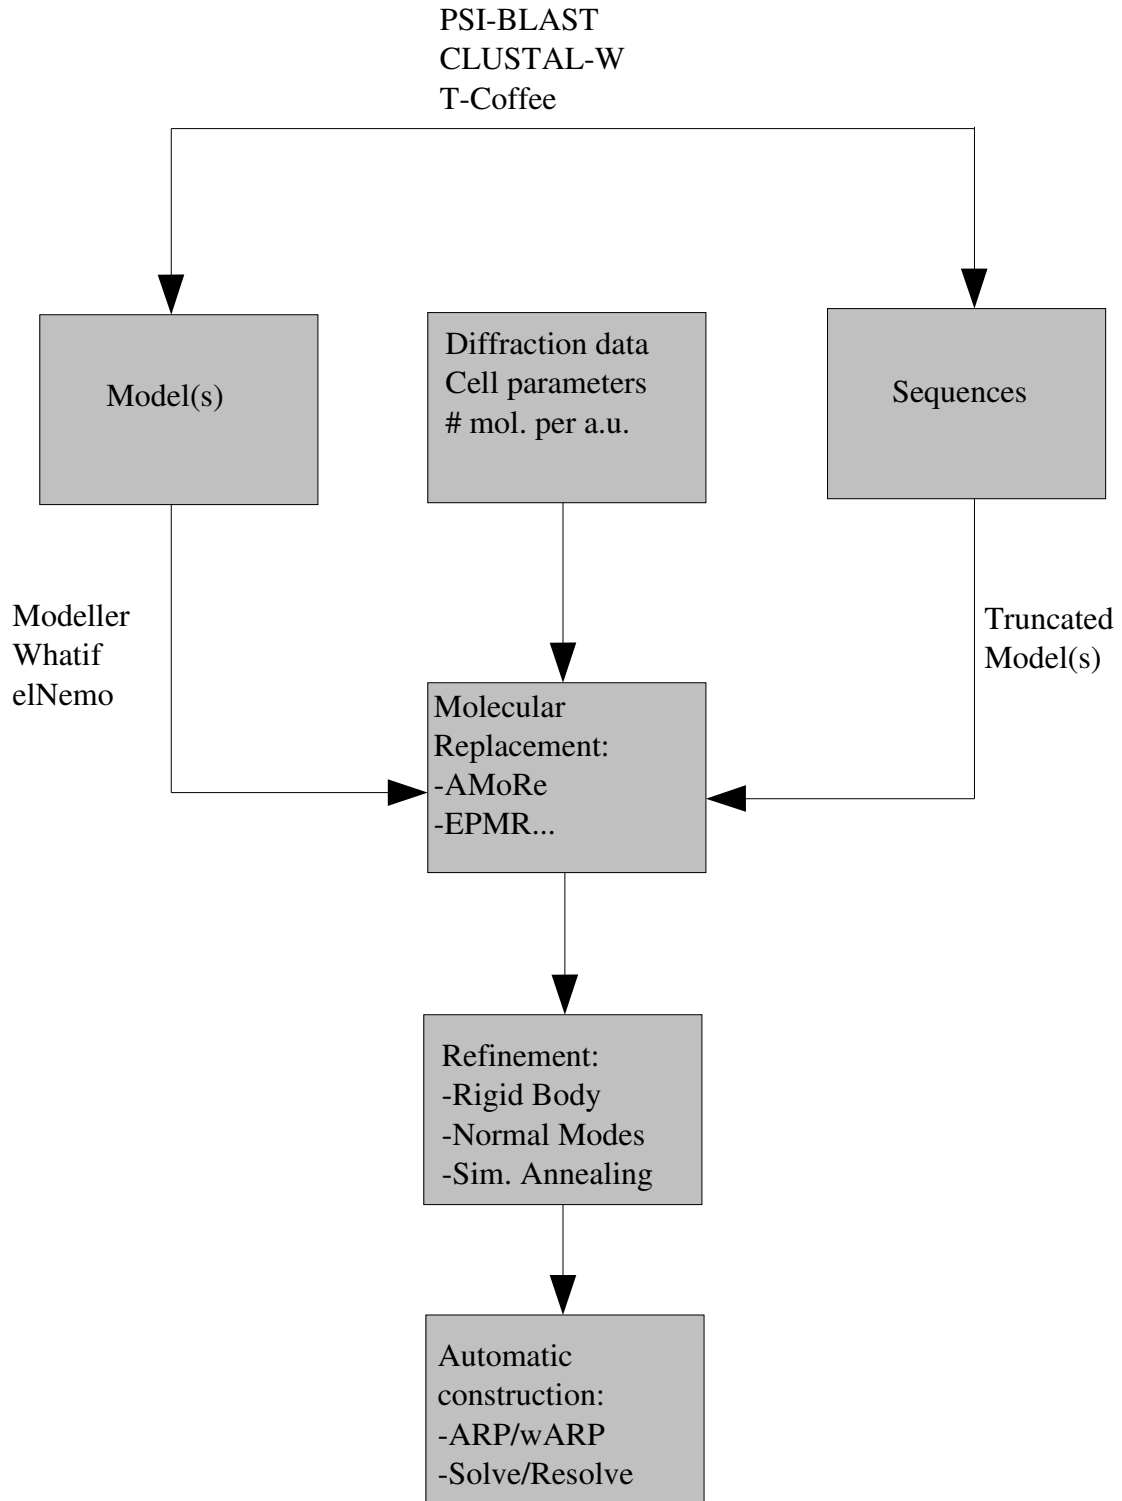 PSI-BLAST
CLUSTAL-W
T-Coffee
Model(s)
Diffraction data
Cell parameters
# mol. per a.u.
Sequences
Modeller
Whatif
elNemo
Truncated
Model(s)
Molecular
Replacement:
-AMoRe
-EPMR...
Refinement:
-Rigid Body
-Normal Modes
-Sim. Annealing
Automatic
construction:
-ARP/wARP
-Solve/Resolve